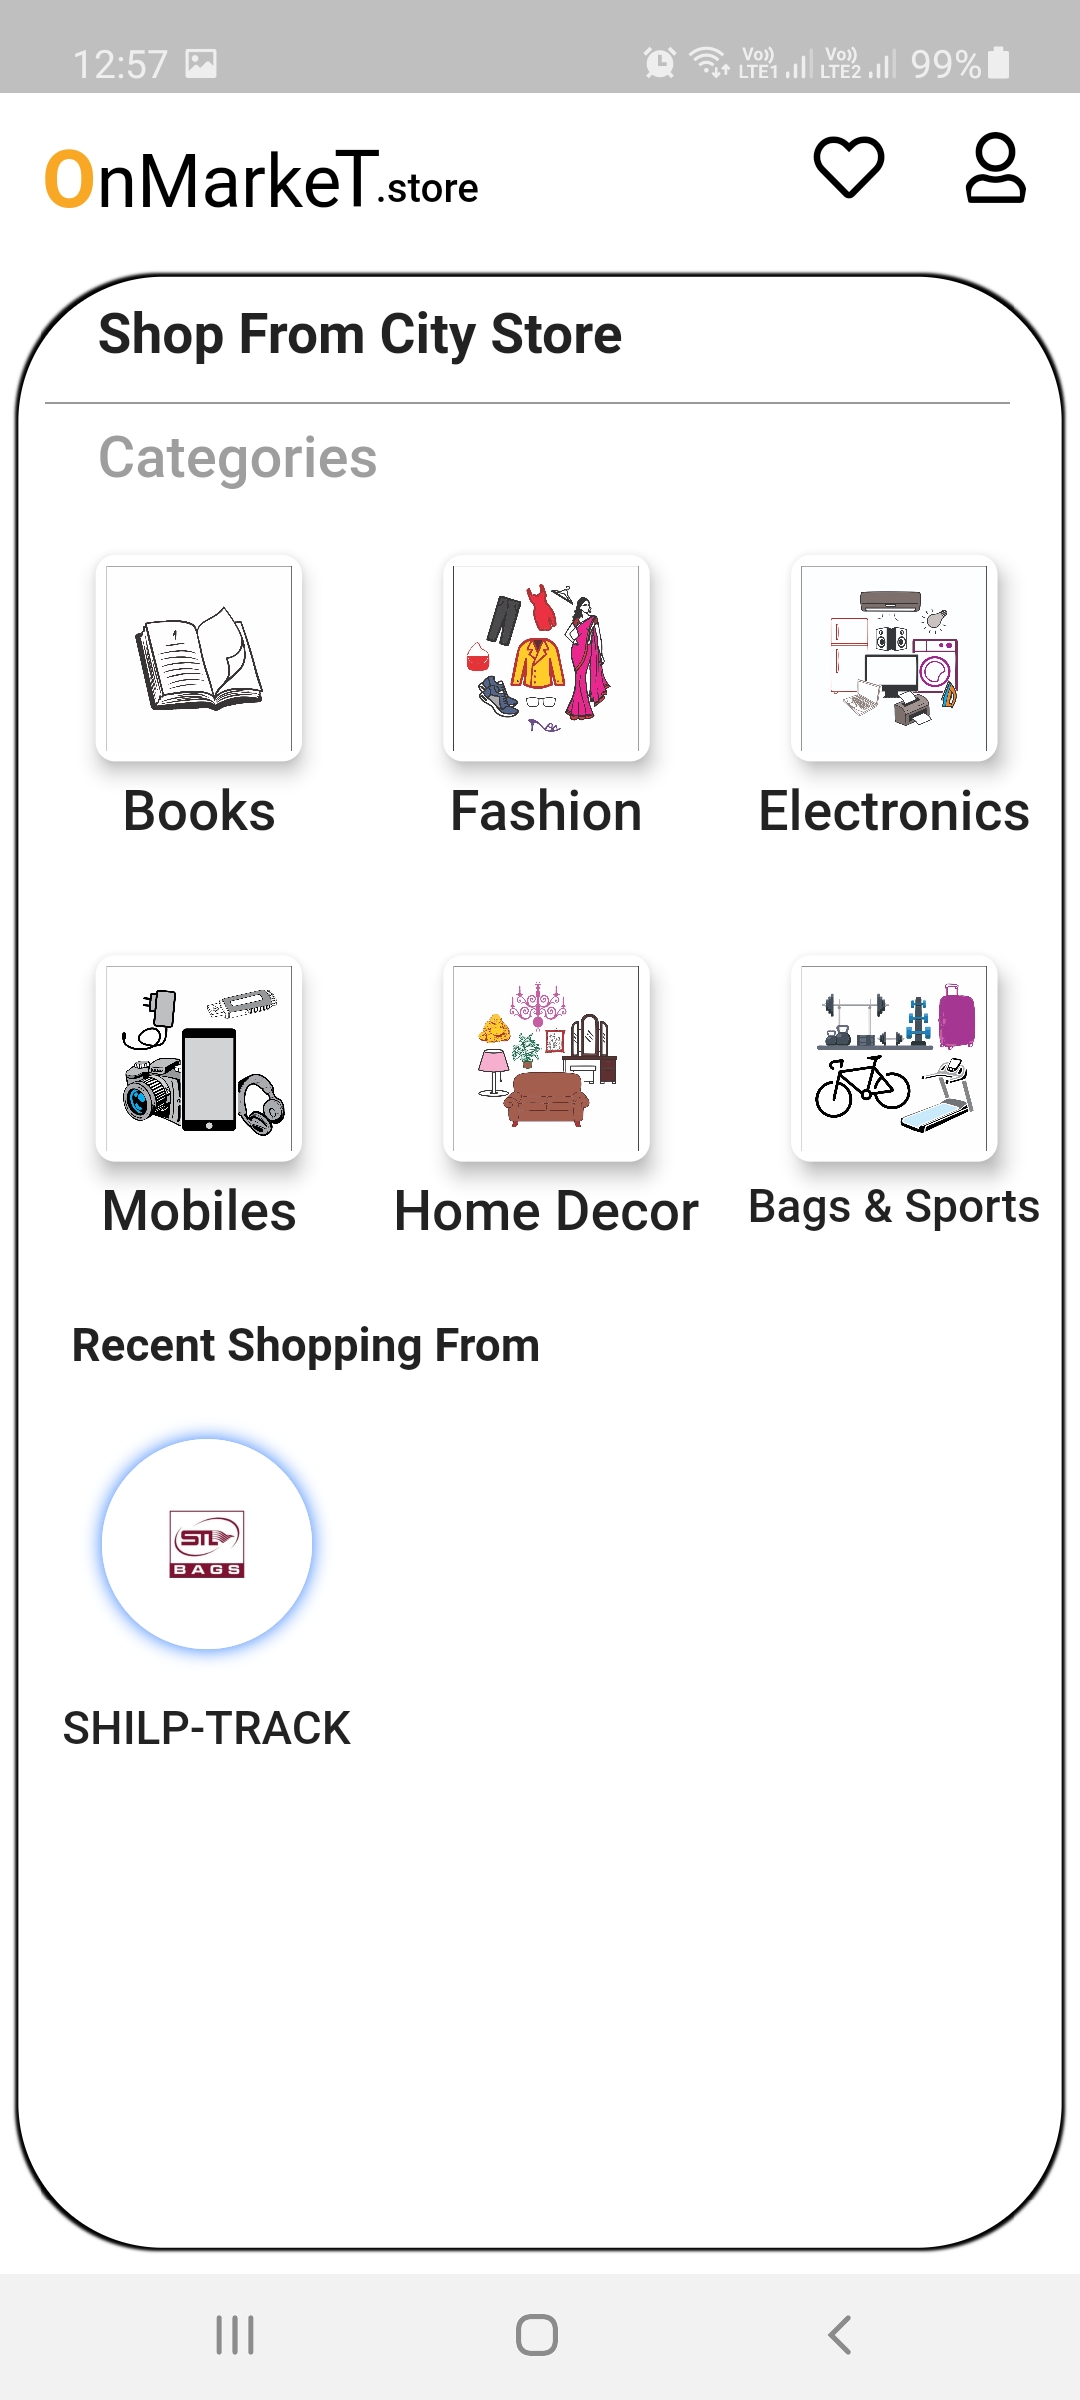 12:57
Vo)) LTE1 Vo)) LTE2 99%
OnMarkeT.store
Shop From City Store
Categories
Books Fashion Electronics
Mobiles Home Decor Bags & Sports
Recent Shopping From
STL
BAGS
SHILP-TRACK